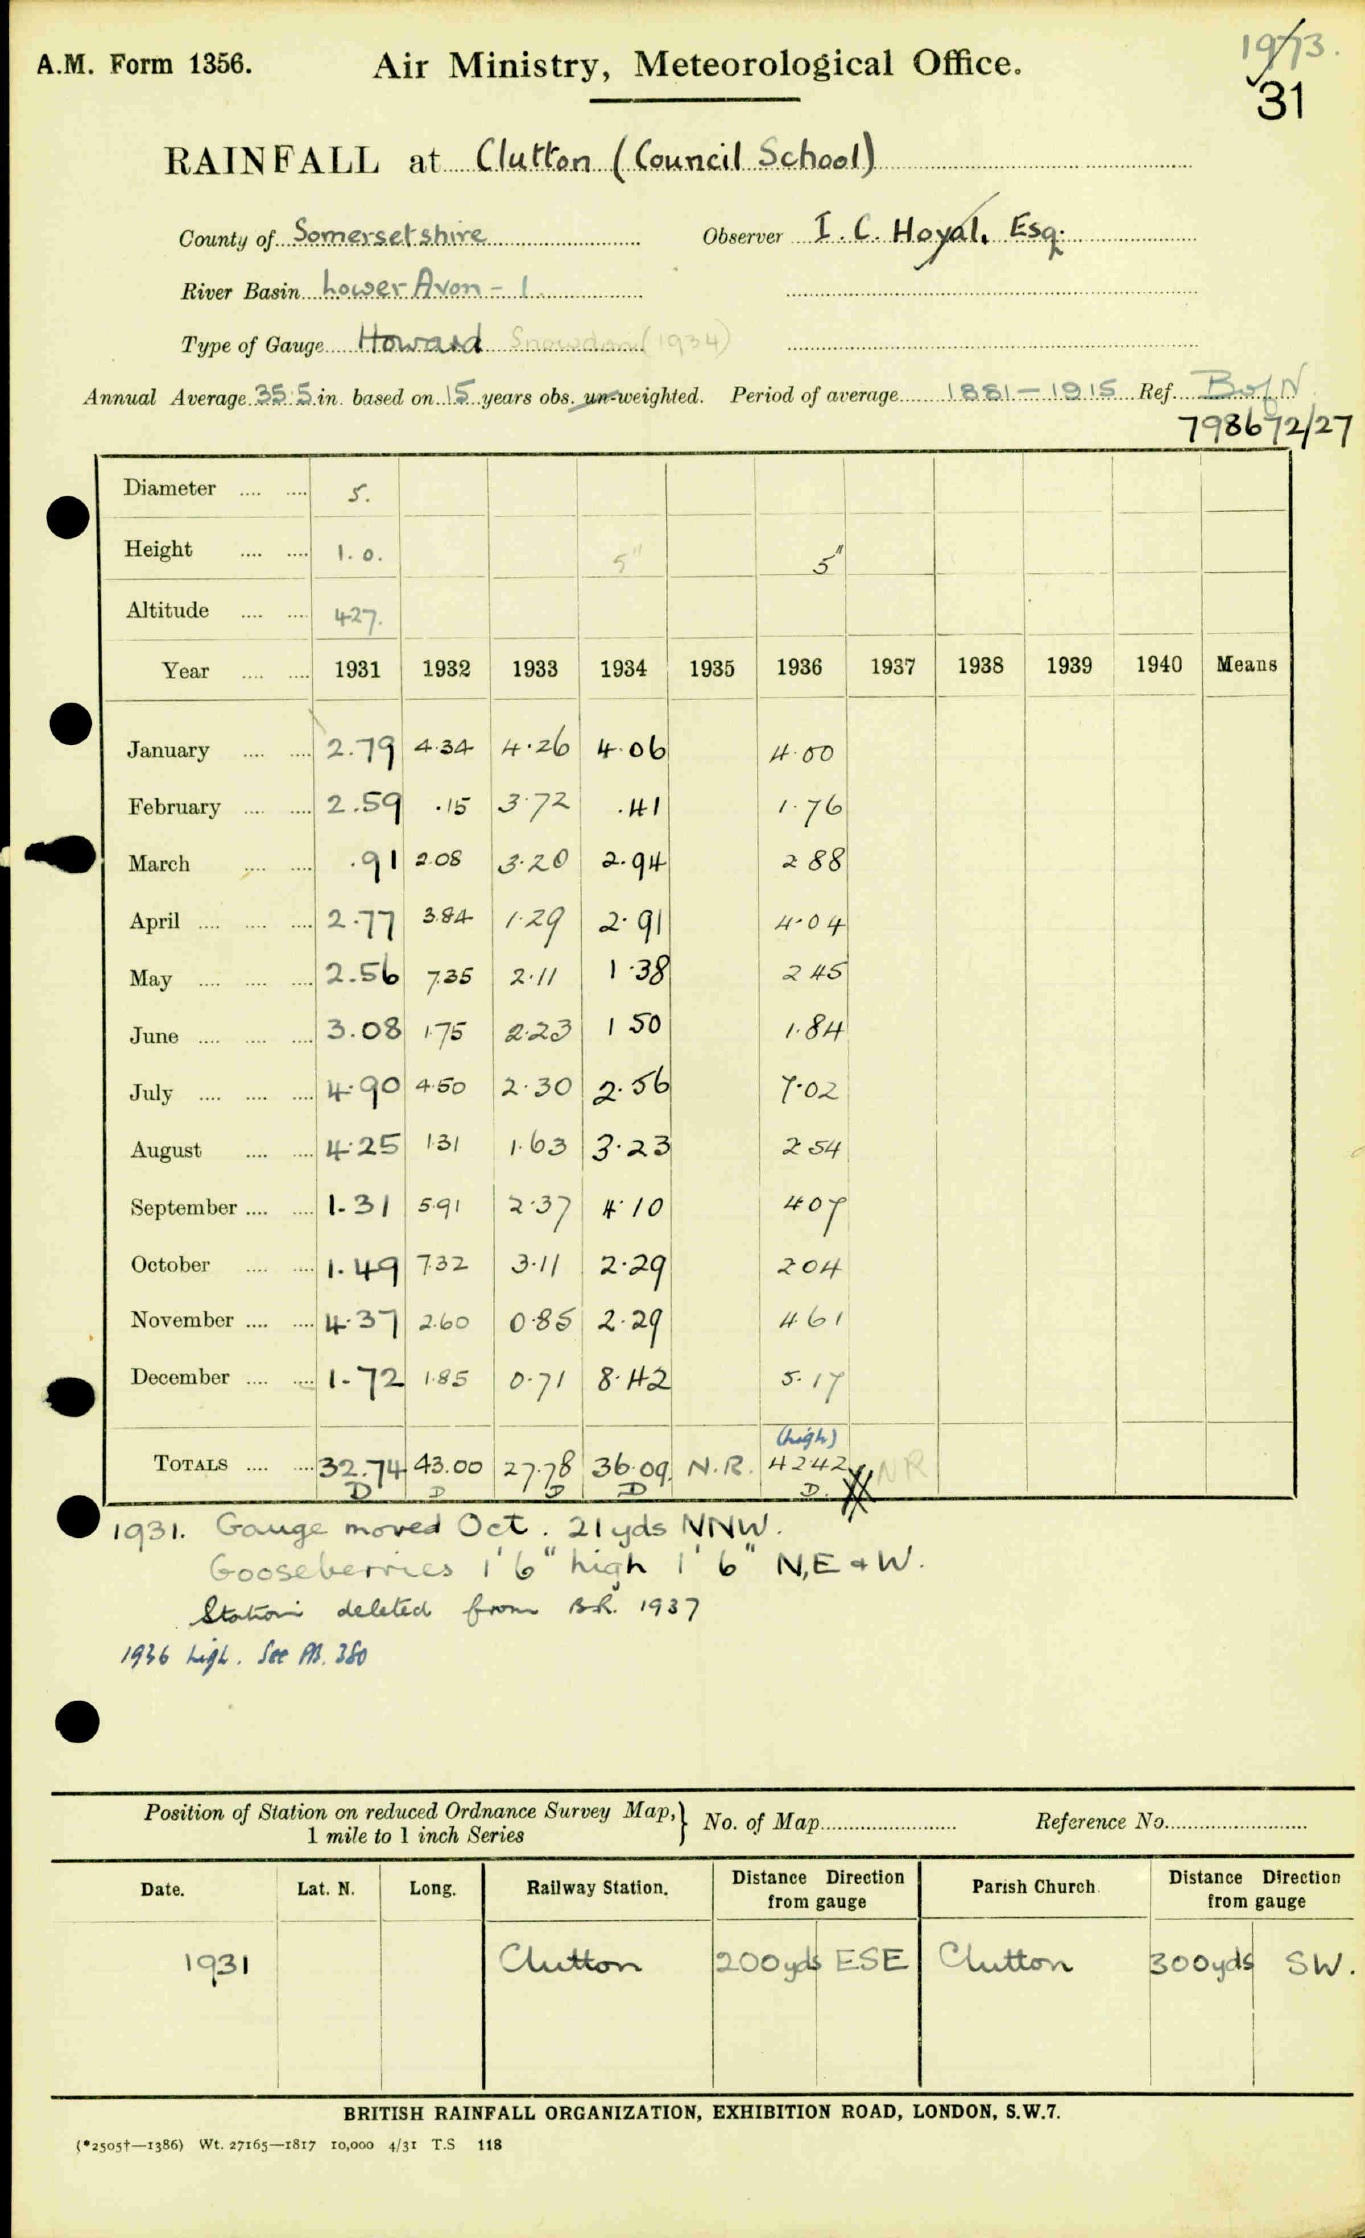 1973.
A.M. Form 1356.
Air Ministry, Meteorological Office.
31
RAINFALL at Clutton (Council School)
County of Somersetshire Observer I. C. Hoyal, Esq.
River Basin Lower Avon - 1
Type of Gauge Howard Snowdon (1934)
Annual Average 35.5 in. based on 15 years obs. un-weighted. Period of average 1881-1915 Ref. B of N
798672/27
Diameter .... .... 5.
Height .... .... 1.0. 5" 5"
Altitude .... .... 427.
Year .... .... 1931 1932 1933 1934 1935 1936 1937 1938 1939 1940 Means
January .... .... 2.79 4.34 4.26 4.06 4.00
February .... .... 2.59 .15 3.72 .41 1.76
March .... .... .91 2.08 3.20 2.94 2 88
April .... .... .... 2.77 3.84 1.29 2.91 4.04
May .... .... .... 2.56 7.35 2.11 1.38 2 45
June .... .... .... 3.08 1.75 2.23 1 50 1.84
July .... .... .... 4.90 4.50 2.30 2.56 7.02
August .... .... 4.25 1.31 1.63 3.23 2 54
September .... .... 1.31 5.91 2.37 4.10 4 07
October .... .... 1.49 7.32 3.11 2.29 2 04
November .... .... 4.37 2.60 0.85 2.29 4 61
December .... .... 1.72 1.85 0.71 8.42 5.17
(high)
TOTALS .... .... 32.74 43.00 27.78 36.09. N.R. 42 42 NR
D D D D D.
1931. Gauge moved Oct. 21yds NNW.
Gooseberries 1' 6" high 1' 6" N, E & W.
Station deleted from B.R. 1937
1936 high. See PB. 380
Position of Station on reduced Ordnance Survey Map, } No. of Map Reference No.
1 mile to 1 inch Series
Date. Lat. N. Long. Railway Station. Distance Direction from gauge Parish Church Distance Direction from gauge
1931 Clutton 200yds ESE Clutton 300yds SW.
BRITISH RAINFALL ORGANIZATION, EXHIBITION ROAD, LONDON, S.W.7.
(*2505†—1386) Wt. 27165—1817 10,000 4/31 T.S 118